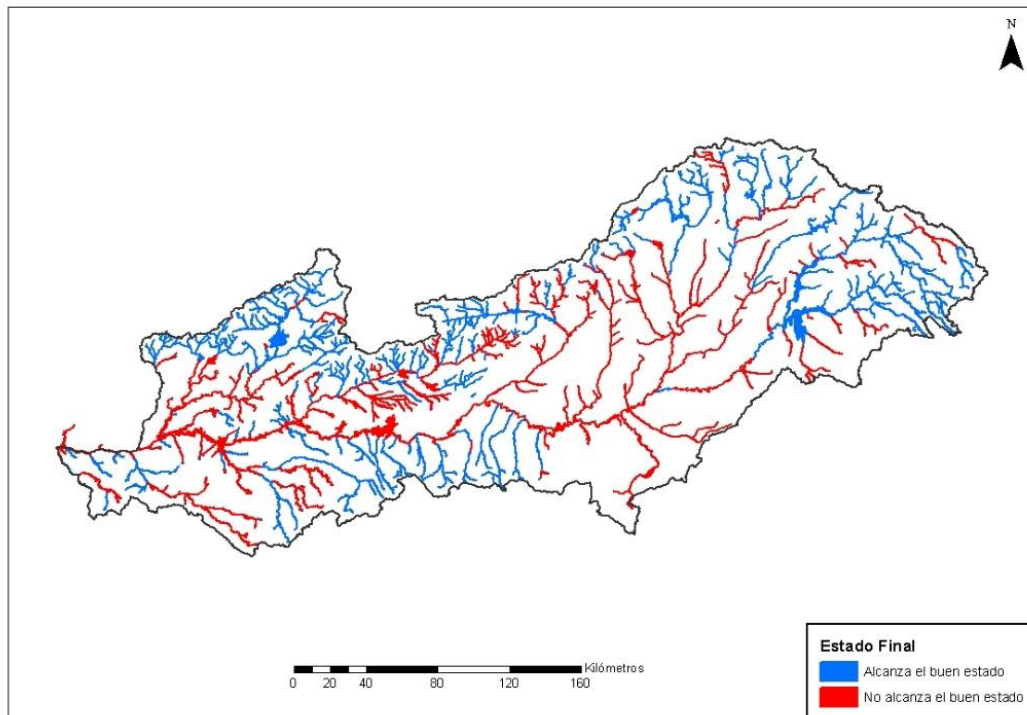 N
Kilómetros
0 20 40 80 120 160
Estado Final
Alcanza el buen estado
No alcanza el buen estado